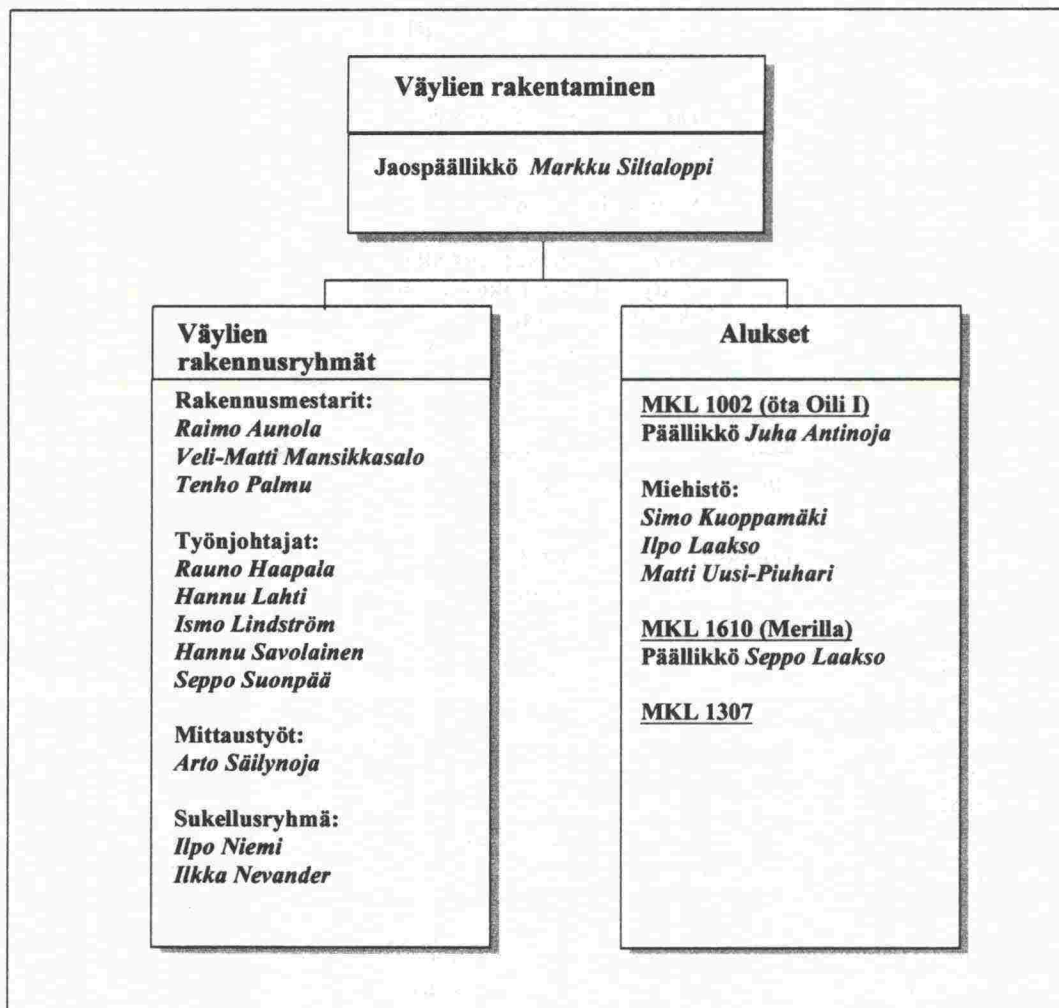 Väylien rakentaminen
Jaospäällikkö Markku Siltaloppi
Väylien
rakennusryhmät
Rakennusmestarit:
Raimo Aunola
Veli-Matti Mansikkasalo
Tenho Palmu
Työnjohtajat:
Rauno Haapala
Hannu Lahti
Ismo Lindström
Hannu Savolainen
Seppo Suonpää
Mittaustyöt:
Arto Säilynoja
Sukellusryhmä:
Ilpo Niemi
Ilkka Nevander
Alukset
MKL 1002 (öta Oili I)
Päällikkö Juha Antinoja
Miehistö:
Simo Kuoppamäki
Ilpo Laakso
Matti Uusi-Piuhari
MKL 1610 (Merilla)
Päällikkö Seppo Laakso
MKL 1307